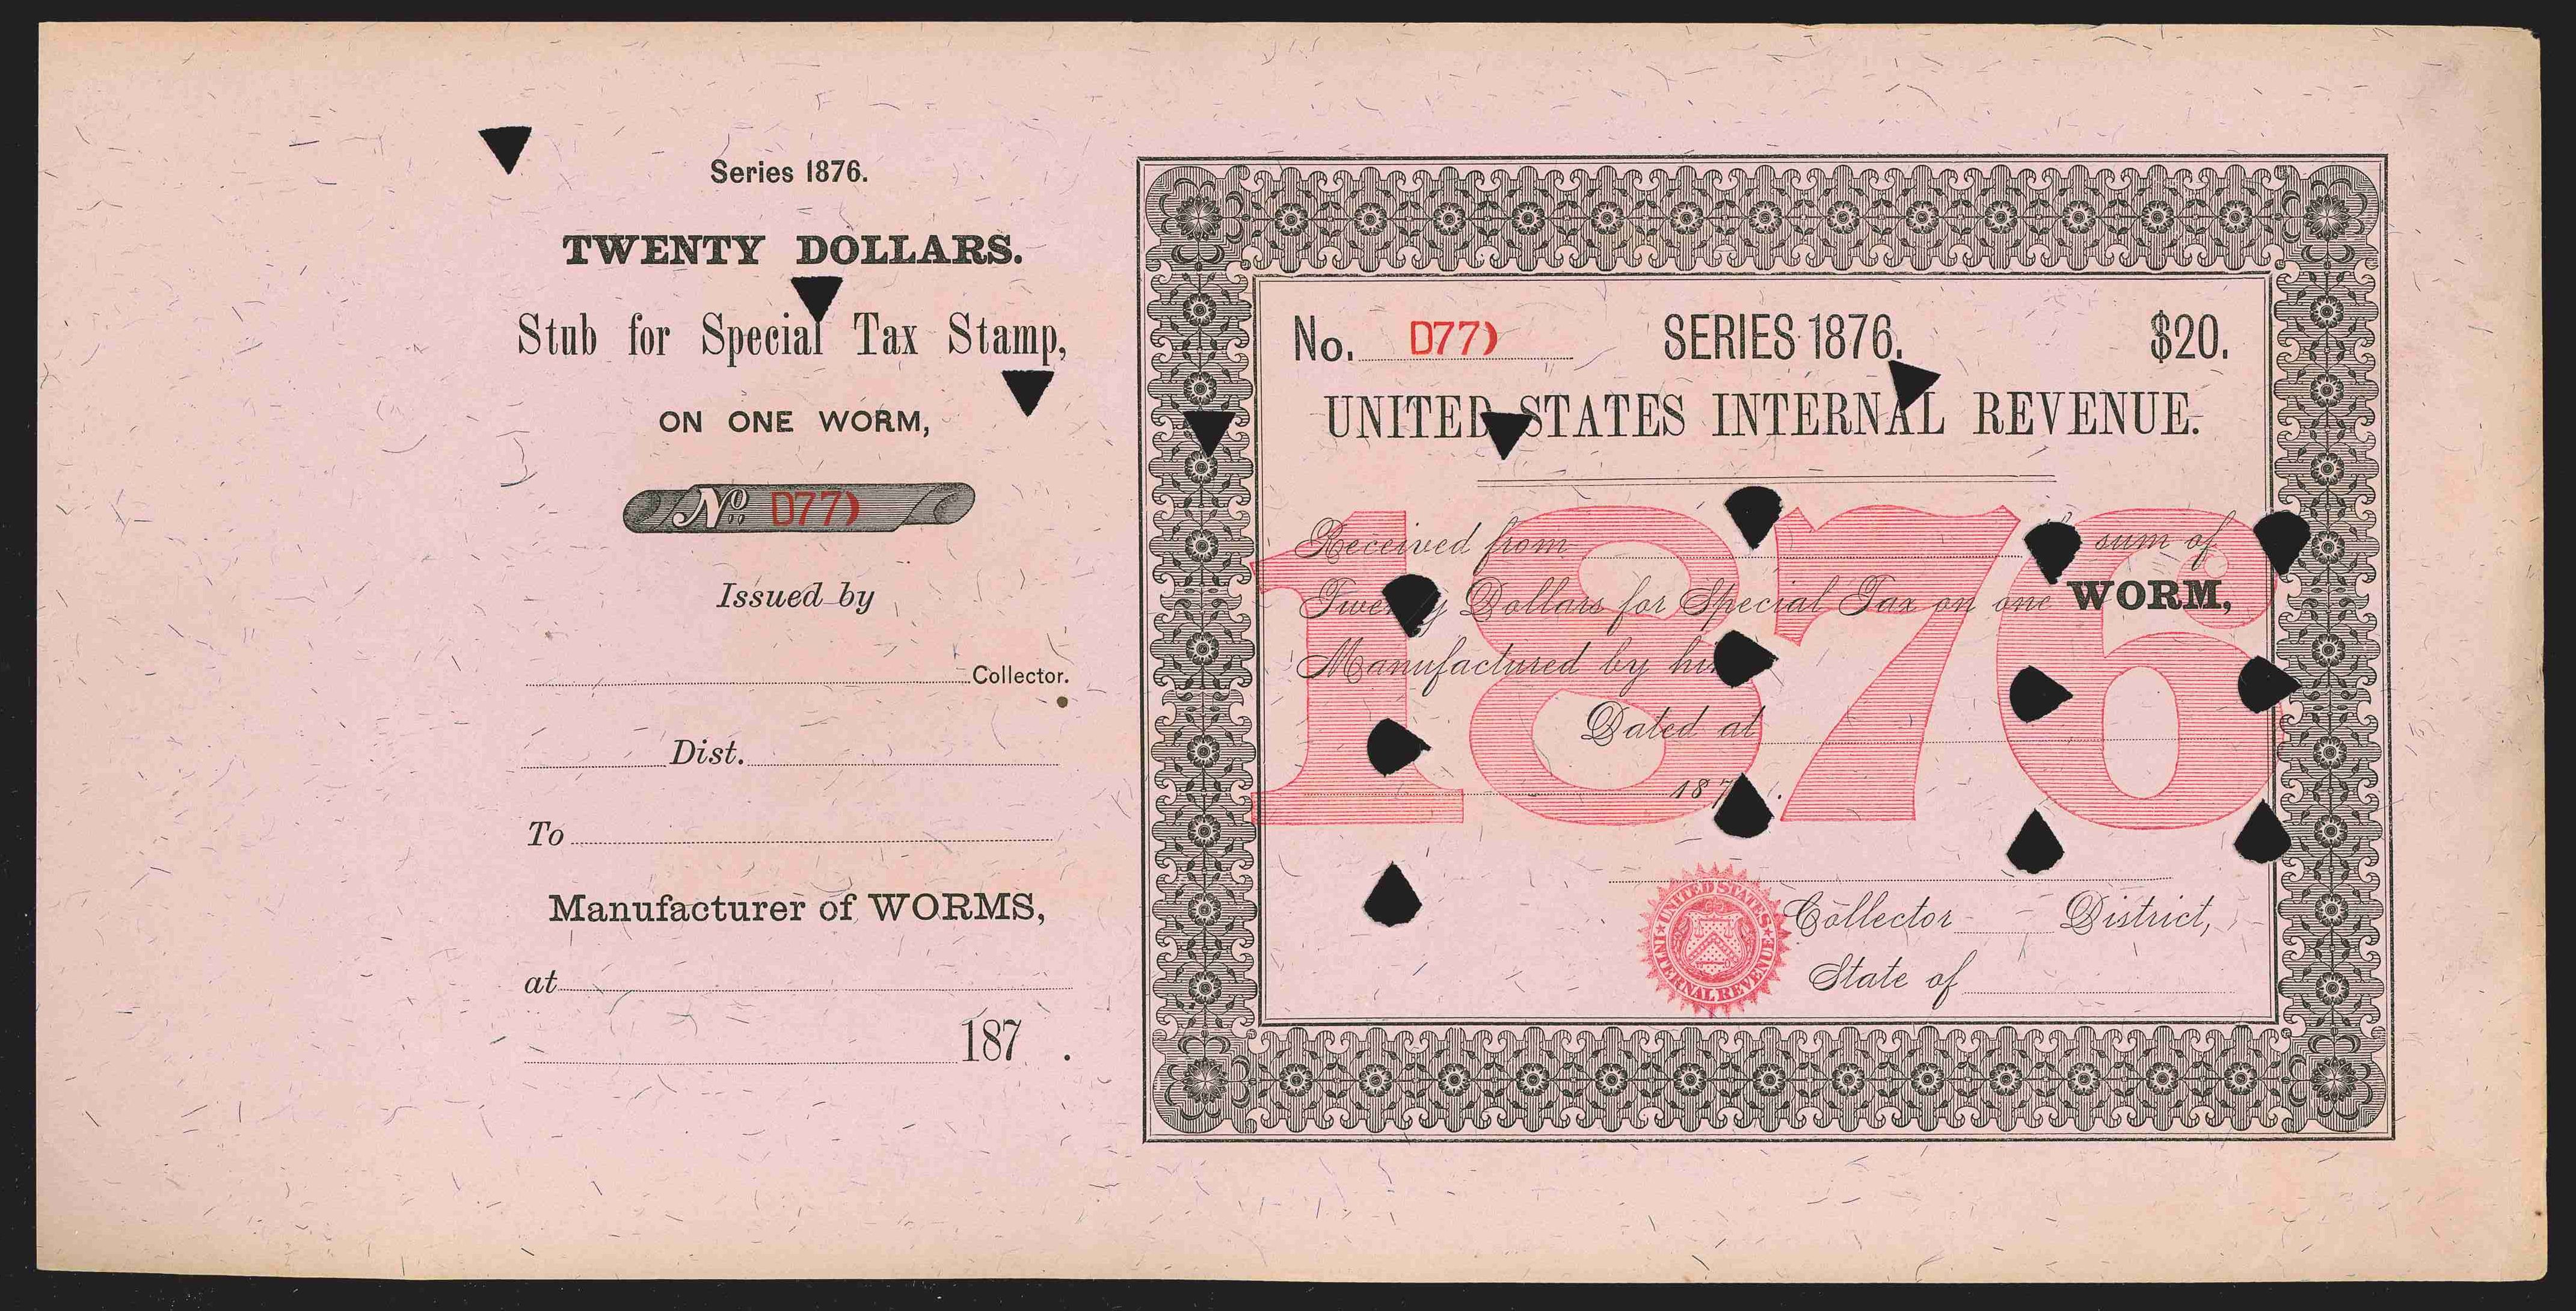 Series 1876.
TWENTY DOLLARS.
Stub for Special Tax Stamp,
ON ONE WORM,
No. D77)
Issued by
Collector.
Dist.
To
Manufacturer of WORMS,
at
187 .
No. D77) SERIES 1876. $20.
UNITED STATES INTERNAL REVENUE.
1876
Received from sum of
Twenty Dollars for Special Tax on one WORM,
Manufactured by
Dated at
187 .
UNITED STATES INTERNAL REVENUE
Collector District,
State of